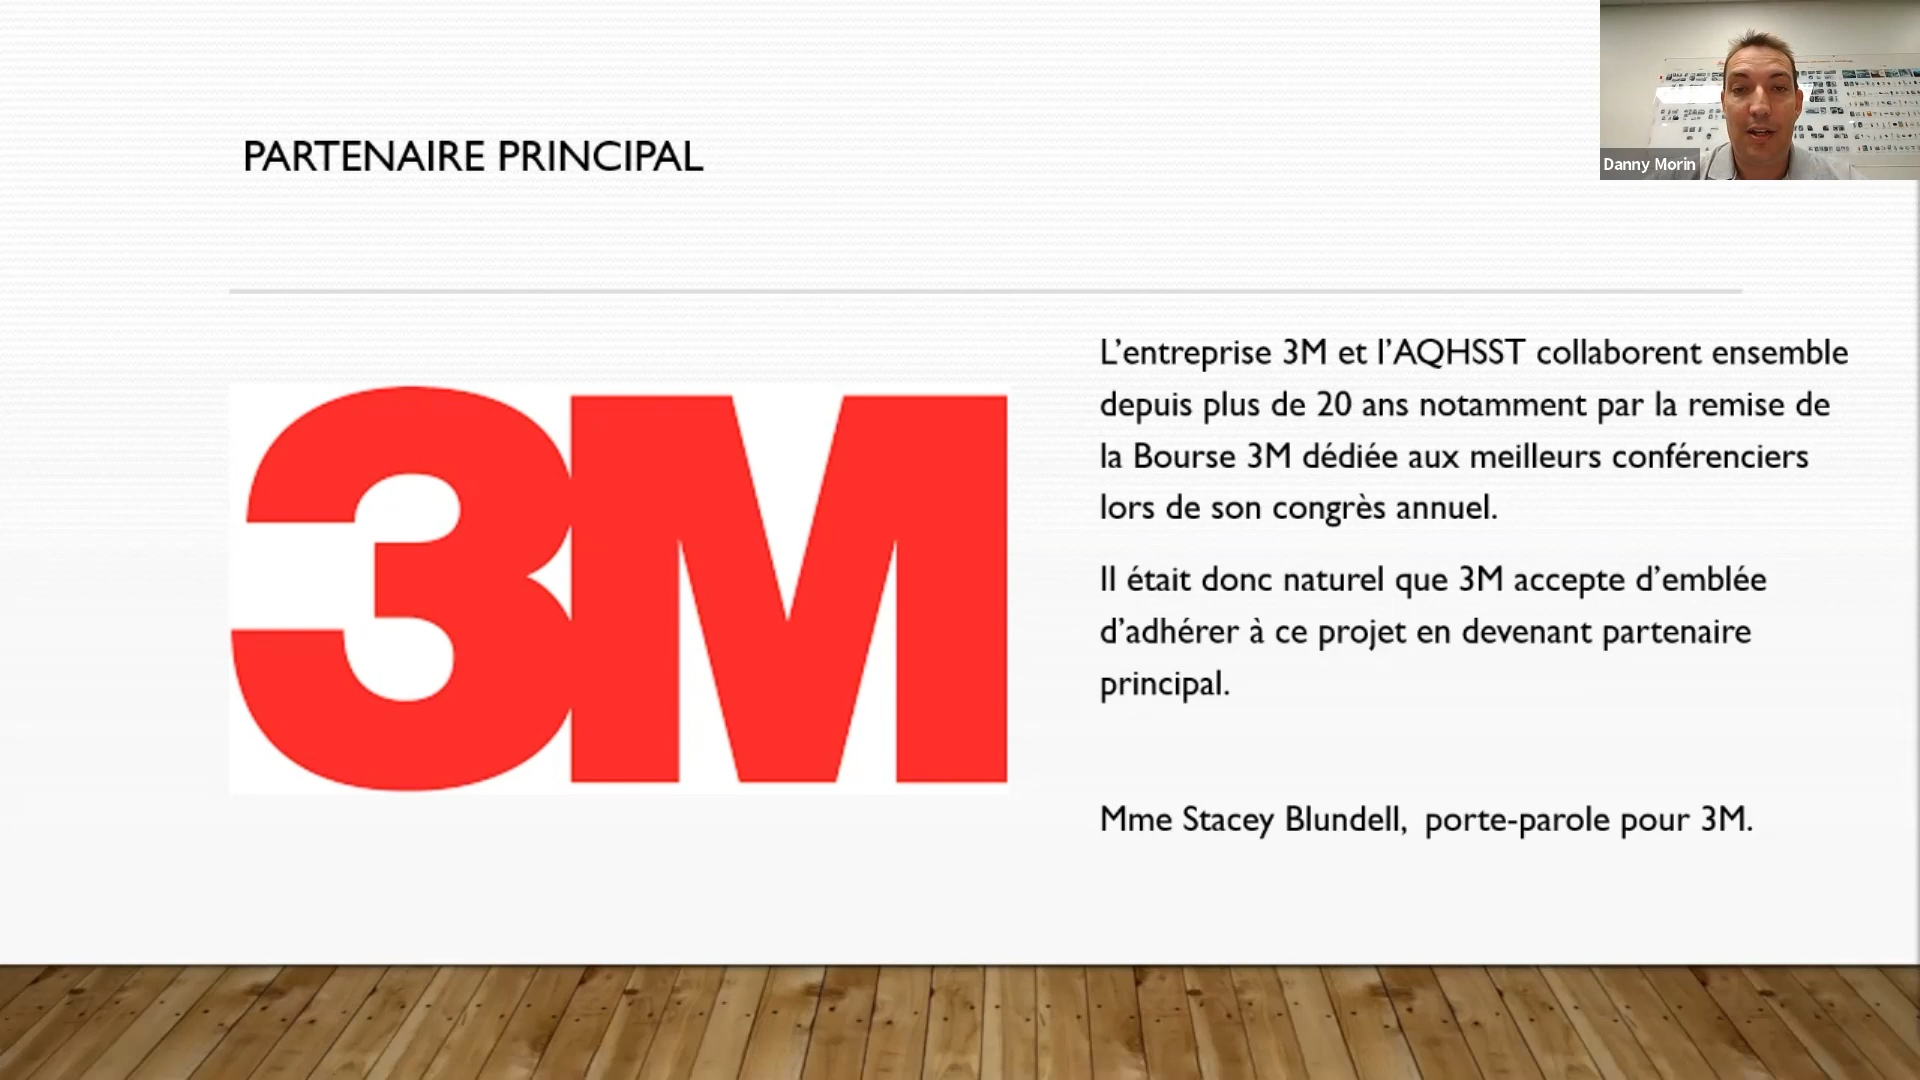 PARTENAIRE PRINCIPAL
Danny Morin
3M
L’entreprise 3M et l’AQHSST collaborent ensemble
depuis plus de 20 ans notamment par la remise de
la Bourse 3M dédiée aux meilleurs conférenciers
lors de son congrès annuel.
Il était donc naturel que 3M accepte d’emblée
d’adhérer à ce projet en devenant partenaire
principal.
Mme Stacey Blundell, porte-parole pour 3M.